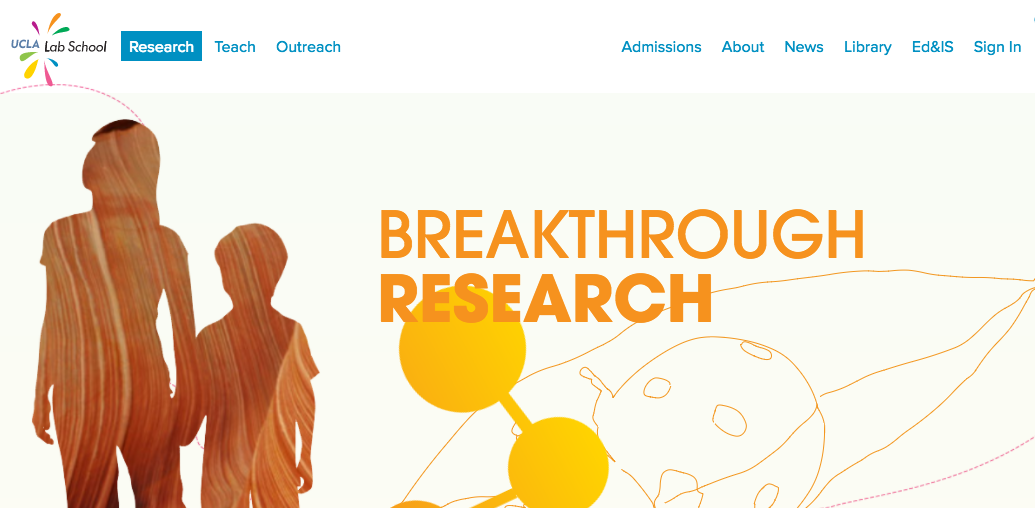 UCLA Lab School
Research Teach Outreach
Admissions About News Library Ed&IS Sign In
BREAKTHROUGH
RESEARCH